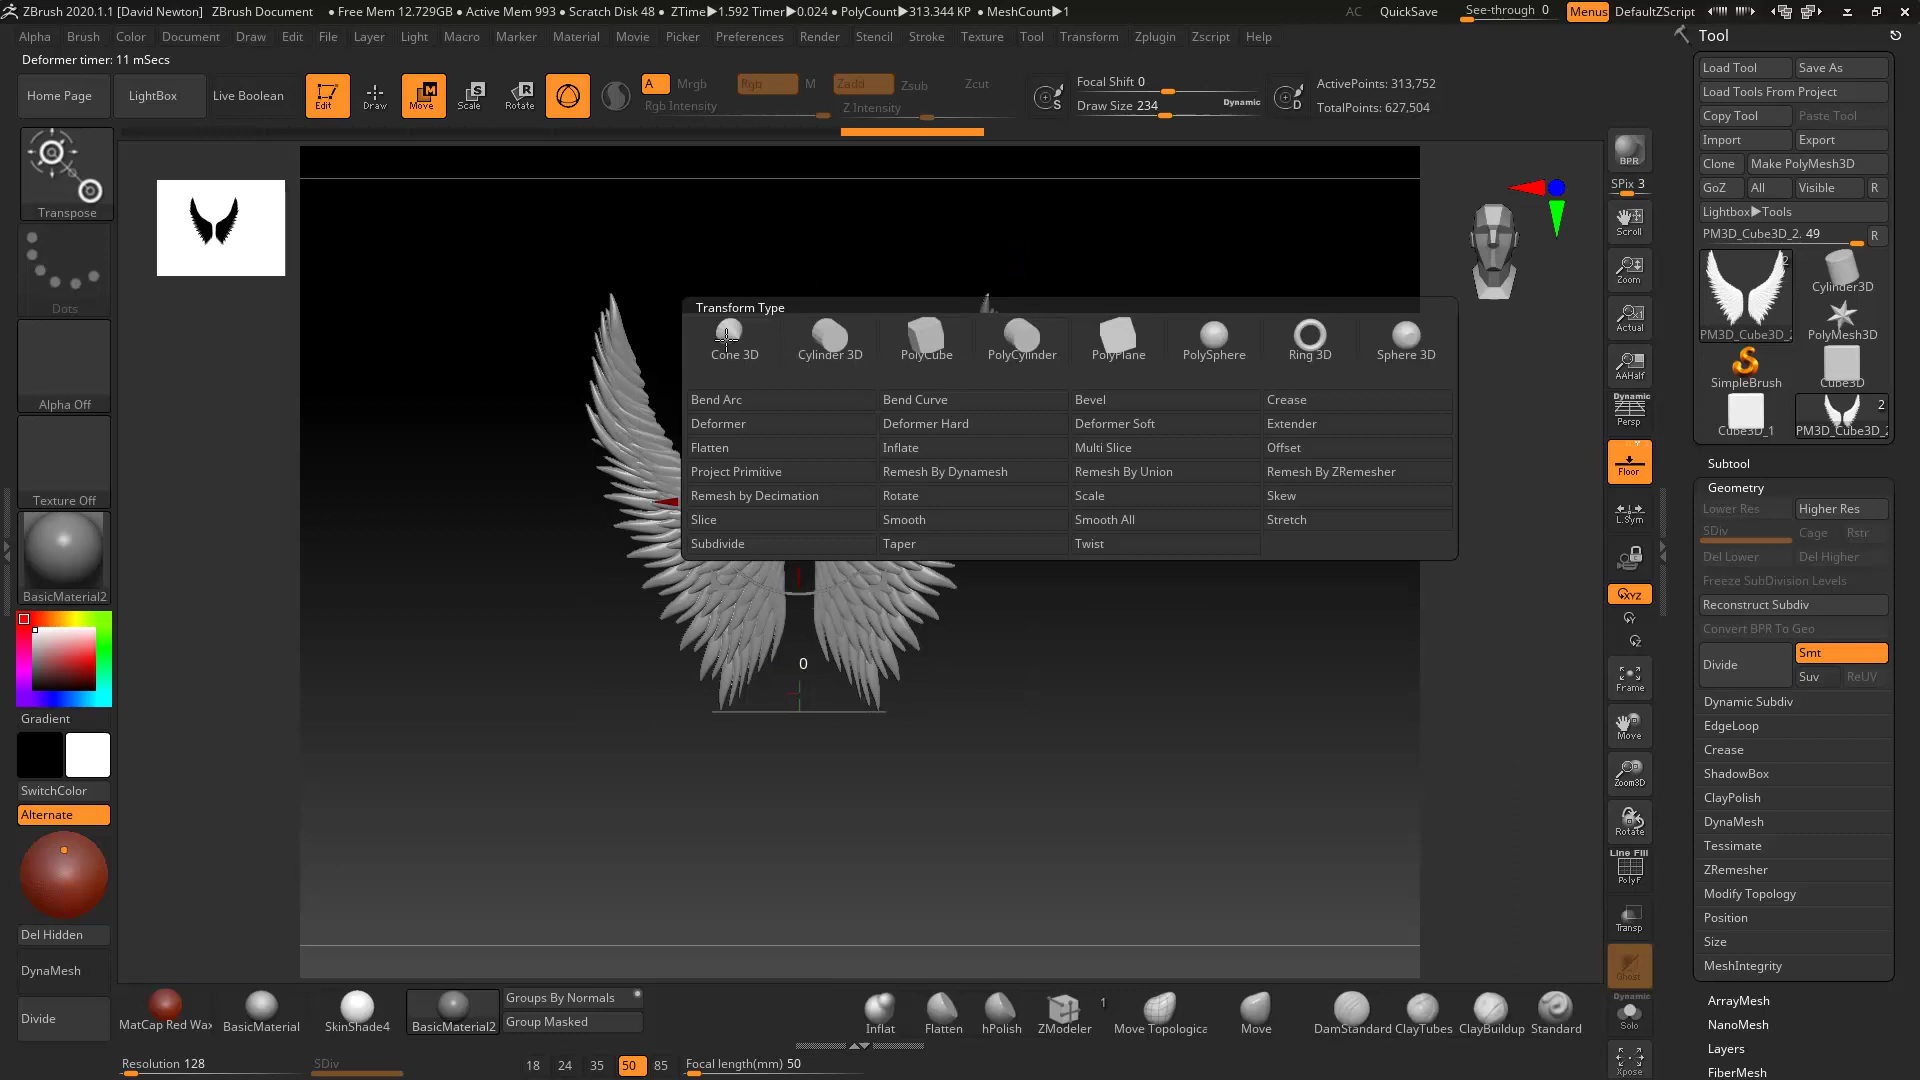 ZBrush 2020.1.1 [David Newton] ZBrush Document • Free Mem 12.729GB • Active Mem 993 • Scratch Disk 48 • ZTime▶1.592 Timer▶0.024 • PolyCount▶313.344 KP • MeshCount▶1 AC QuickSave See-through 0 Menus DefaultZScript
Alpha Brush Color Document Draw Edit File Layer Light Macro Marker Material Movie Picker Preferences Render Stencil Stroke Texture Tool Transform Zplugin Zscript Help
Deformer timer: 11 mSecs
Home Page LightBox Live Boolean Edit Draw Move Scale Rotate
A Mrgb Rgb M Zadd Zsub Zcut
Rgb Intensity Z Intensity
Focal Shift 0
Draw Size 234 Dynamic
S D
ActivePoints: 313,752
TotalPoints: 627,504
Transpose
Dots
Alpha Off
Texture Off
BasicMaterial2
Gradient
SwitchColor
Alternate
Del Hidden
DynaMesh
Divide
Transform Type
Cone 3D Cylinder 3D PolyCube PolyCylinder PolyPlane PolySphere Ring 3D Sphere 3D
Bend Arc Bend Curve Bevel Crease
Deformer Deformer Hard Deformer Soft Extender
Flatten Inflate Multi Slice Offset
Project Primitive Remesh By Dynamesh Remesh By Union Remesh By ZRemesher
Remesh by Decimation Rotate Scale Skew
Slice Smooth Smooth All Stretch
Subdivide Taper Twist
0
BPR
SPix 3
Scroll
Zoom
Actual
AAHalf
Dynamic
Persp
Floor
L.Sym
XYZ
Frame
Move
Zoom3D
Rotate
Line Fill
PolyF
Transp
Ghost
Dynamic
Solo
Xpose
Tool
Load Tool Save As
Load Tools From Project
Copy Tool Paste Tool
Import Export
Clone Make PolyMesh3D
GoZ All Visible R
Lightbox▶Tools
PM3D_Cube3D_2. 49 R
2
Cylinder3D
PM3D_Cube3D_2 PolyMesh3D
SimpleBrush Cube3D
2
Cube3D_1 PM3D_Cube3D_2
Subtool
Geometry
Lower Res Higher Res
SDiv Cage Rstr
Del Lower Del Higher
Freeze SubDivision Levels
Reconstruct Subdiv
Convert BPR To Geo
Divide Smt
Suv ReUV
Dynamic Subdiv
EdgeLoop
Crease
ShadowBox
ClayPolish
DynaMesh
Tessimate
ZRemesher
Modify Topology
Position
Size
MeshIntegrity
ArrayMesh
NanoMesh
Layers
FiberMesh
MatCap Red Wax BasicMaterial SkinShade4 BasicMaterial2
Groups By Normals
Group Masked
Inflat Flatten hPolish ZModeler 1 Move Topologica Move DamStandard ClayTubes ClayBuildup Standard
Resolution 128 SDiv 18 24 35 50 85 Focal length(mm) 50